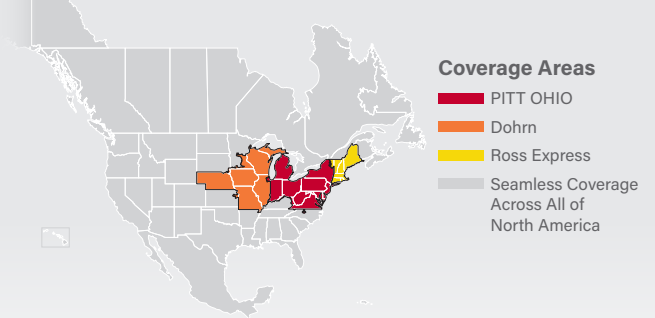 Coverage Areas
PITT OHIO
Dohrn
Ross Express
Seamless Coverage
Across All of
North America